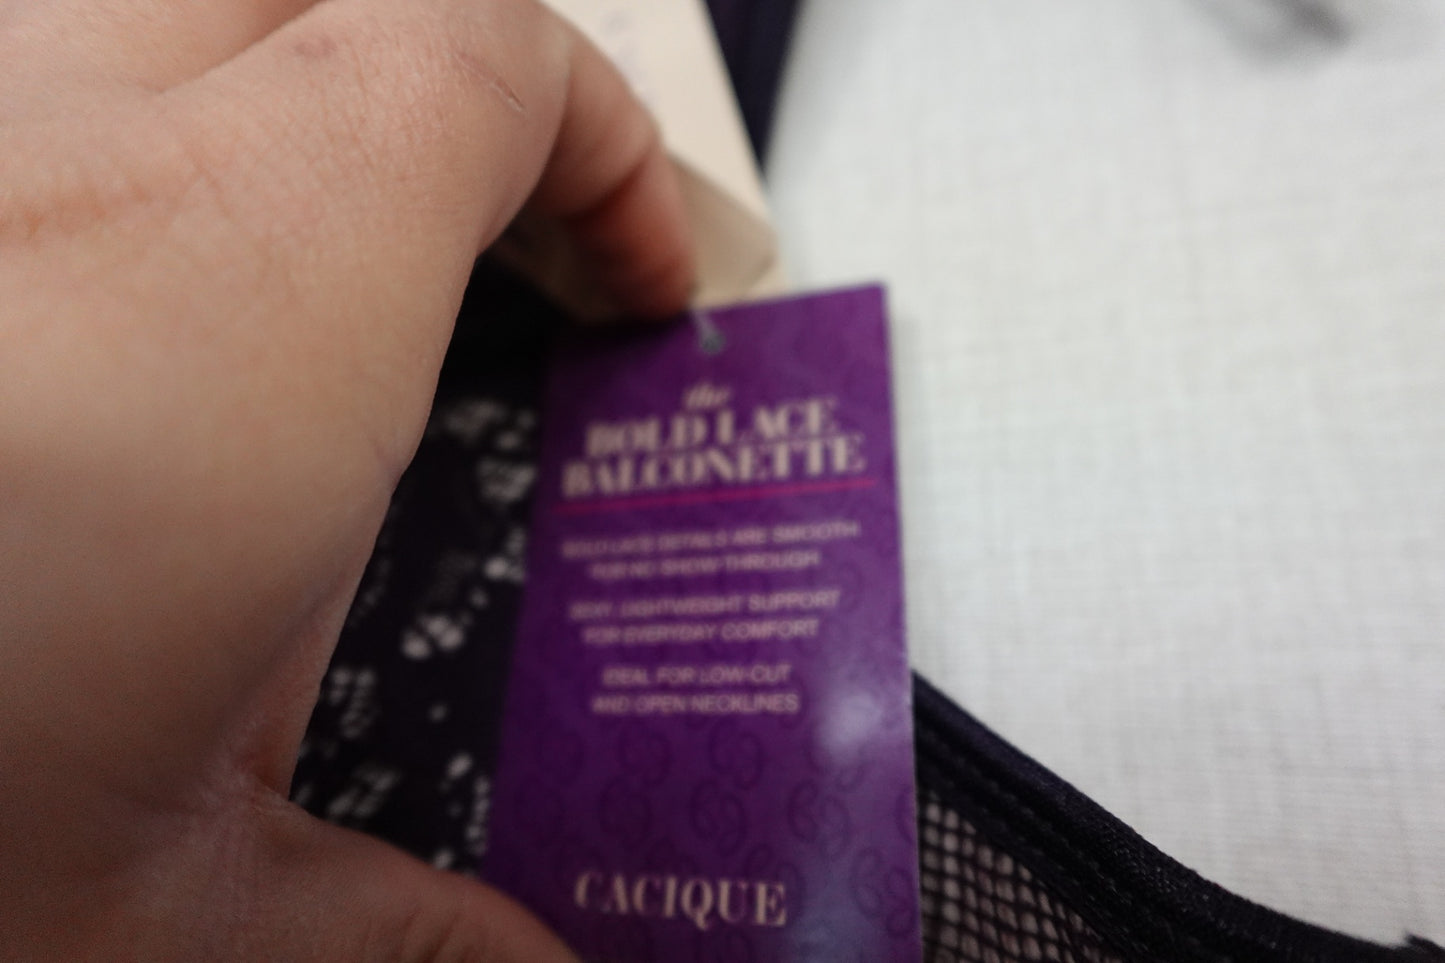 the
BOLD LACE
BALCONETTE
BOLD LACE DETAILS ARE SMOOTH
FOR NO SHOW THROUGH
SEXY, LIGHTWEIGHT SUPPORT
FOR EVERYDAY COMFORT
IDEAL FOR LOW-CUT
AND OPEN NECKLINES
CACIQUE